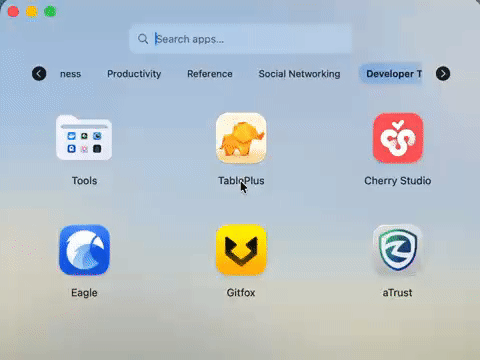 Search apps...
ness Productivity Reference Social Networking Developer T
Tools TablePlus Cherry Studio
Eagle Gitfox aTrust